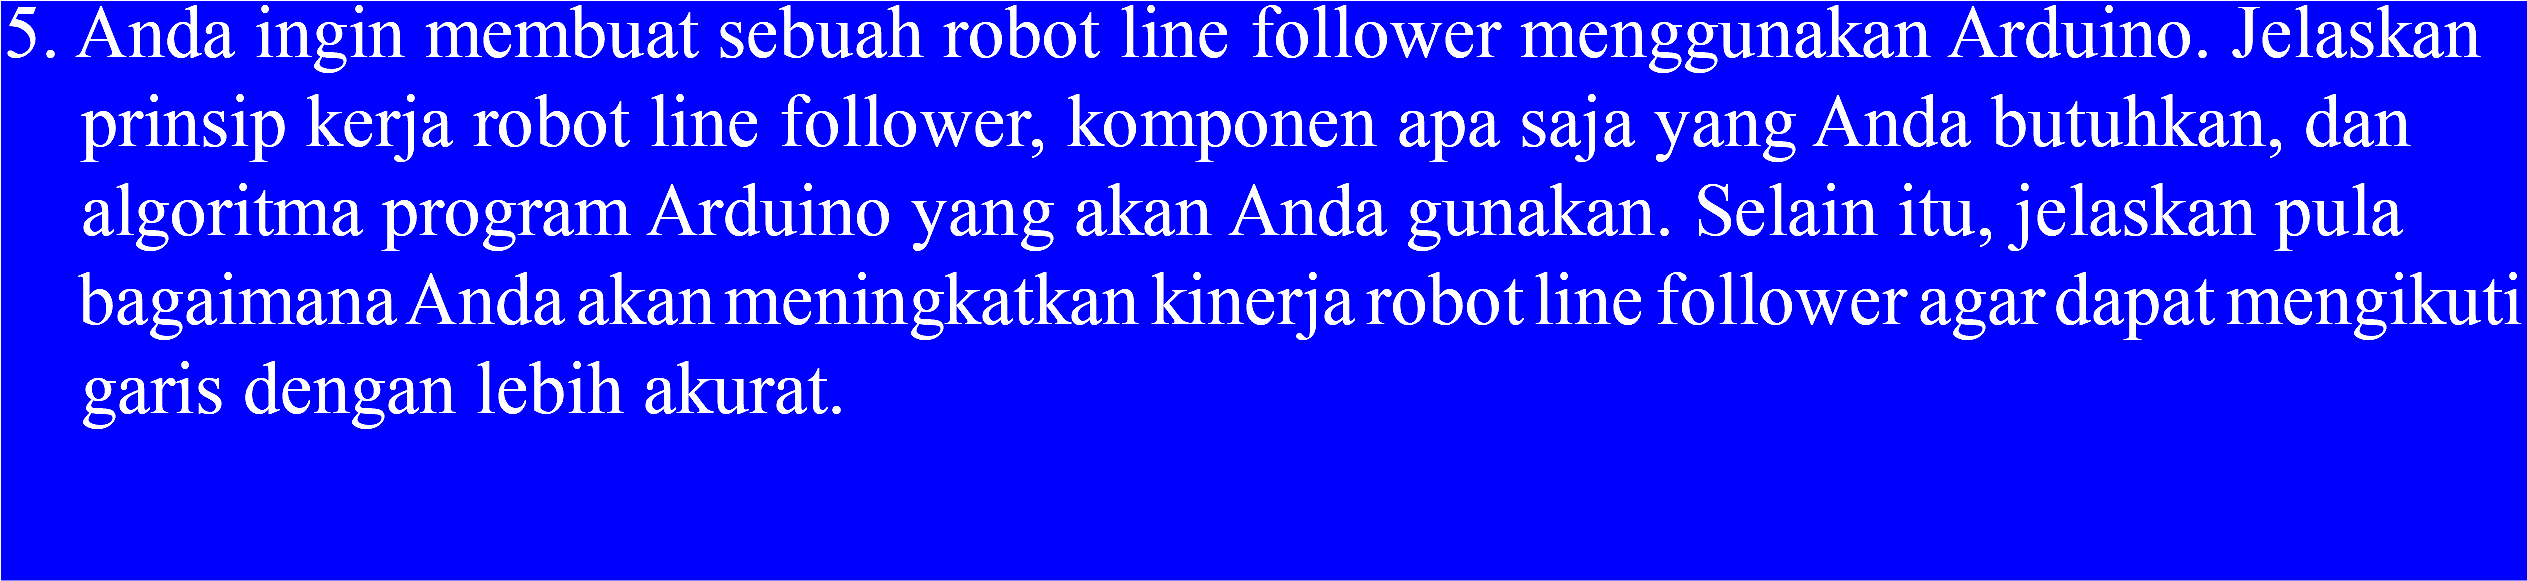 5. Anda ingin membuat sebuah robot line follower menggunakan Arduino. Jelaskan
prinsip kerja robot line follower, komponen apa saja yang Anda butuhkan, dan
algoritma program Arduino yang akan Anda gunakan. Selain itu, jelaskan pula
bagaimana Anda akan meningkatkan kinerja robot line follower agar dapat mengikuti
garis dengan lebih akurat.